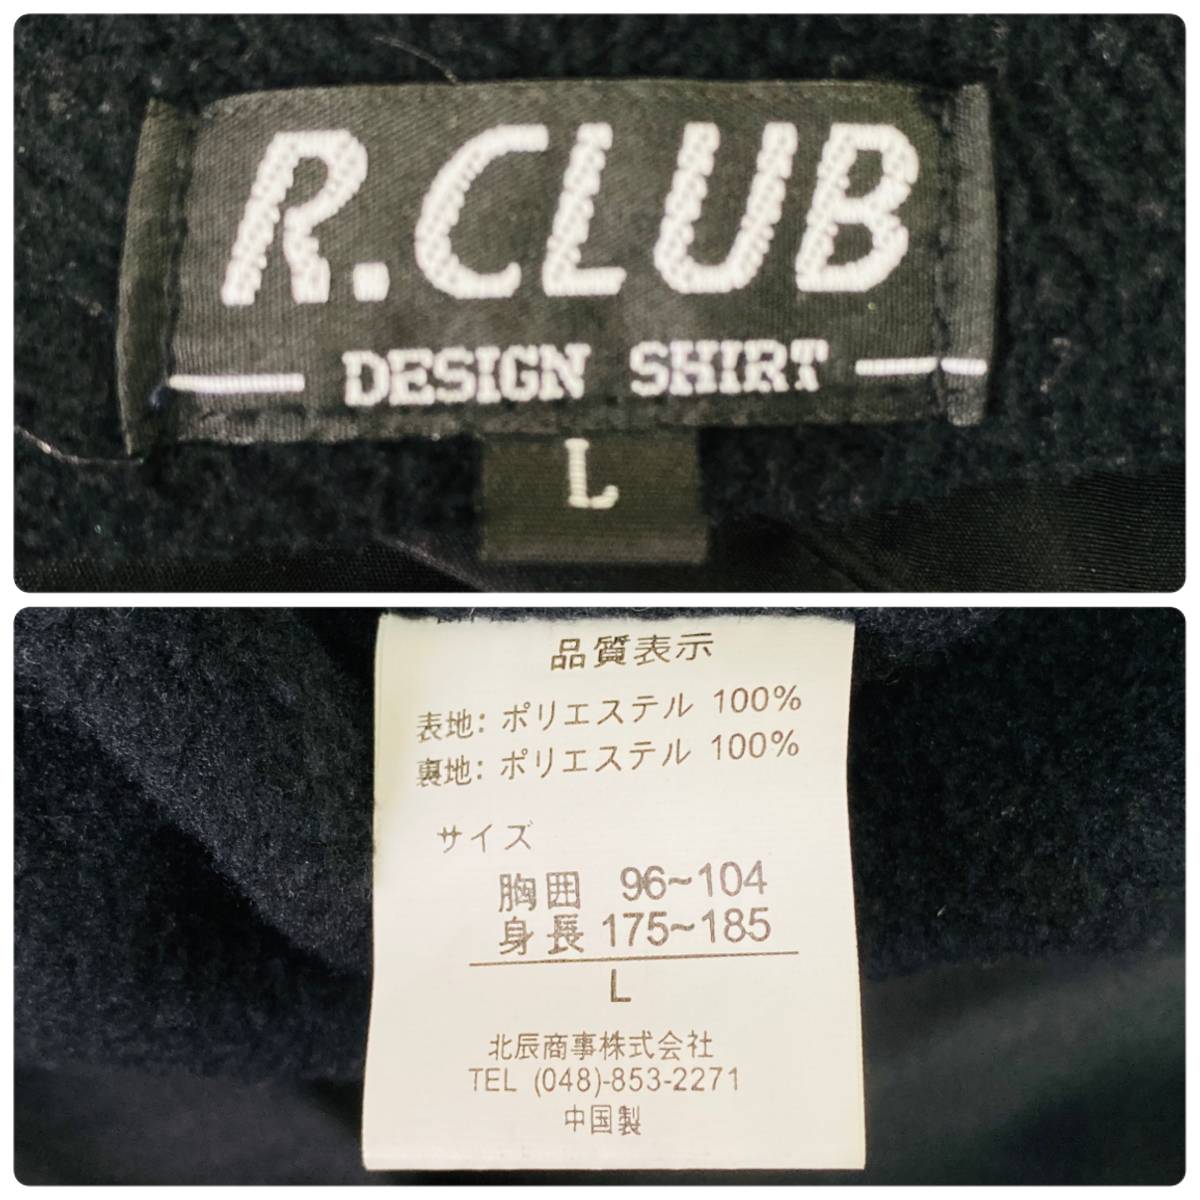 R.CLUB
DESIGN SHIRT
L
品質表示
表地: ポリエステル 100%
裏地: ポリエステル 100%
サイズ
胸囲 96~104
身長 175~185
L
北辰商事株式会社
TEL (048)-853-2271
中国製